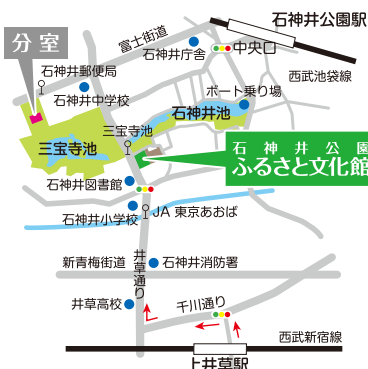 石神井公園駅
分室
富士街道
石神井庁舎
中央口
石神井郵便局
西武池袋線
石神井中学校
ボート乗り場
石神井池
三宝寺池
三宝寺池
石神井公園
ふるさと文化館
石神井図書館
石神井小学校
JA 東京あおば
井草通り
新青梅街道
石神井消防署
井草高校
千川通り
西武新宿線
上井草駅